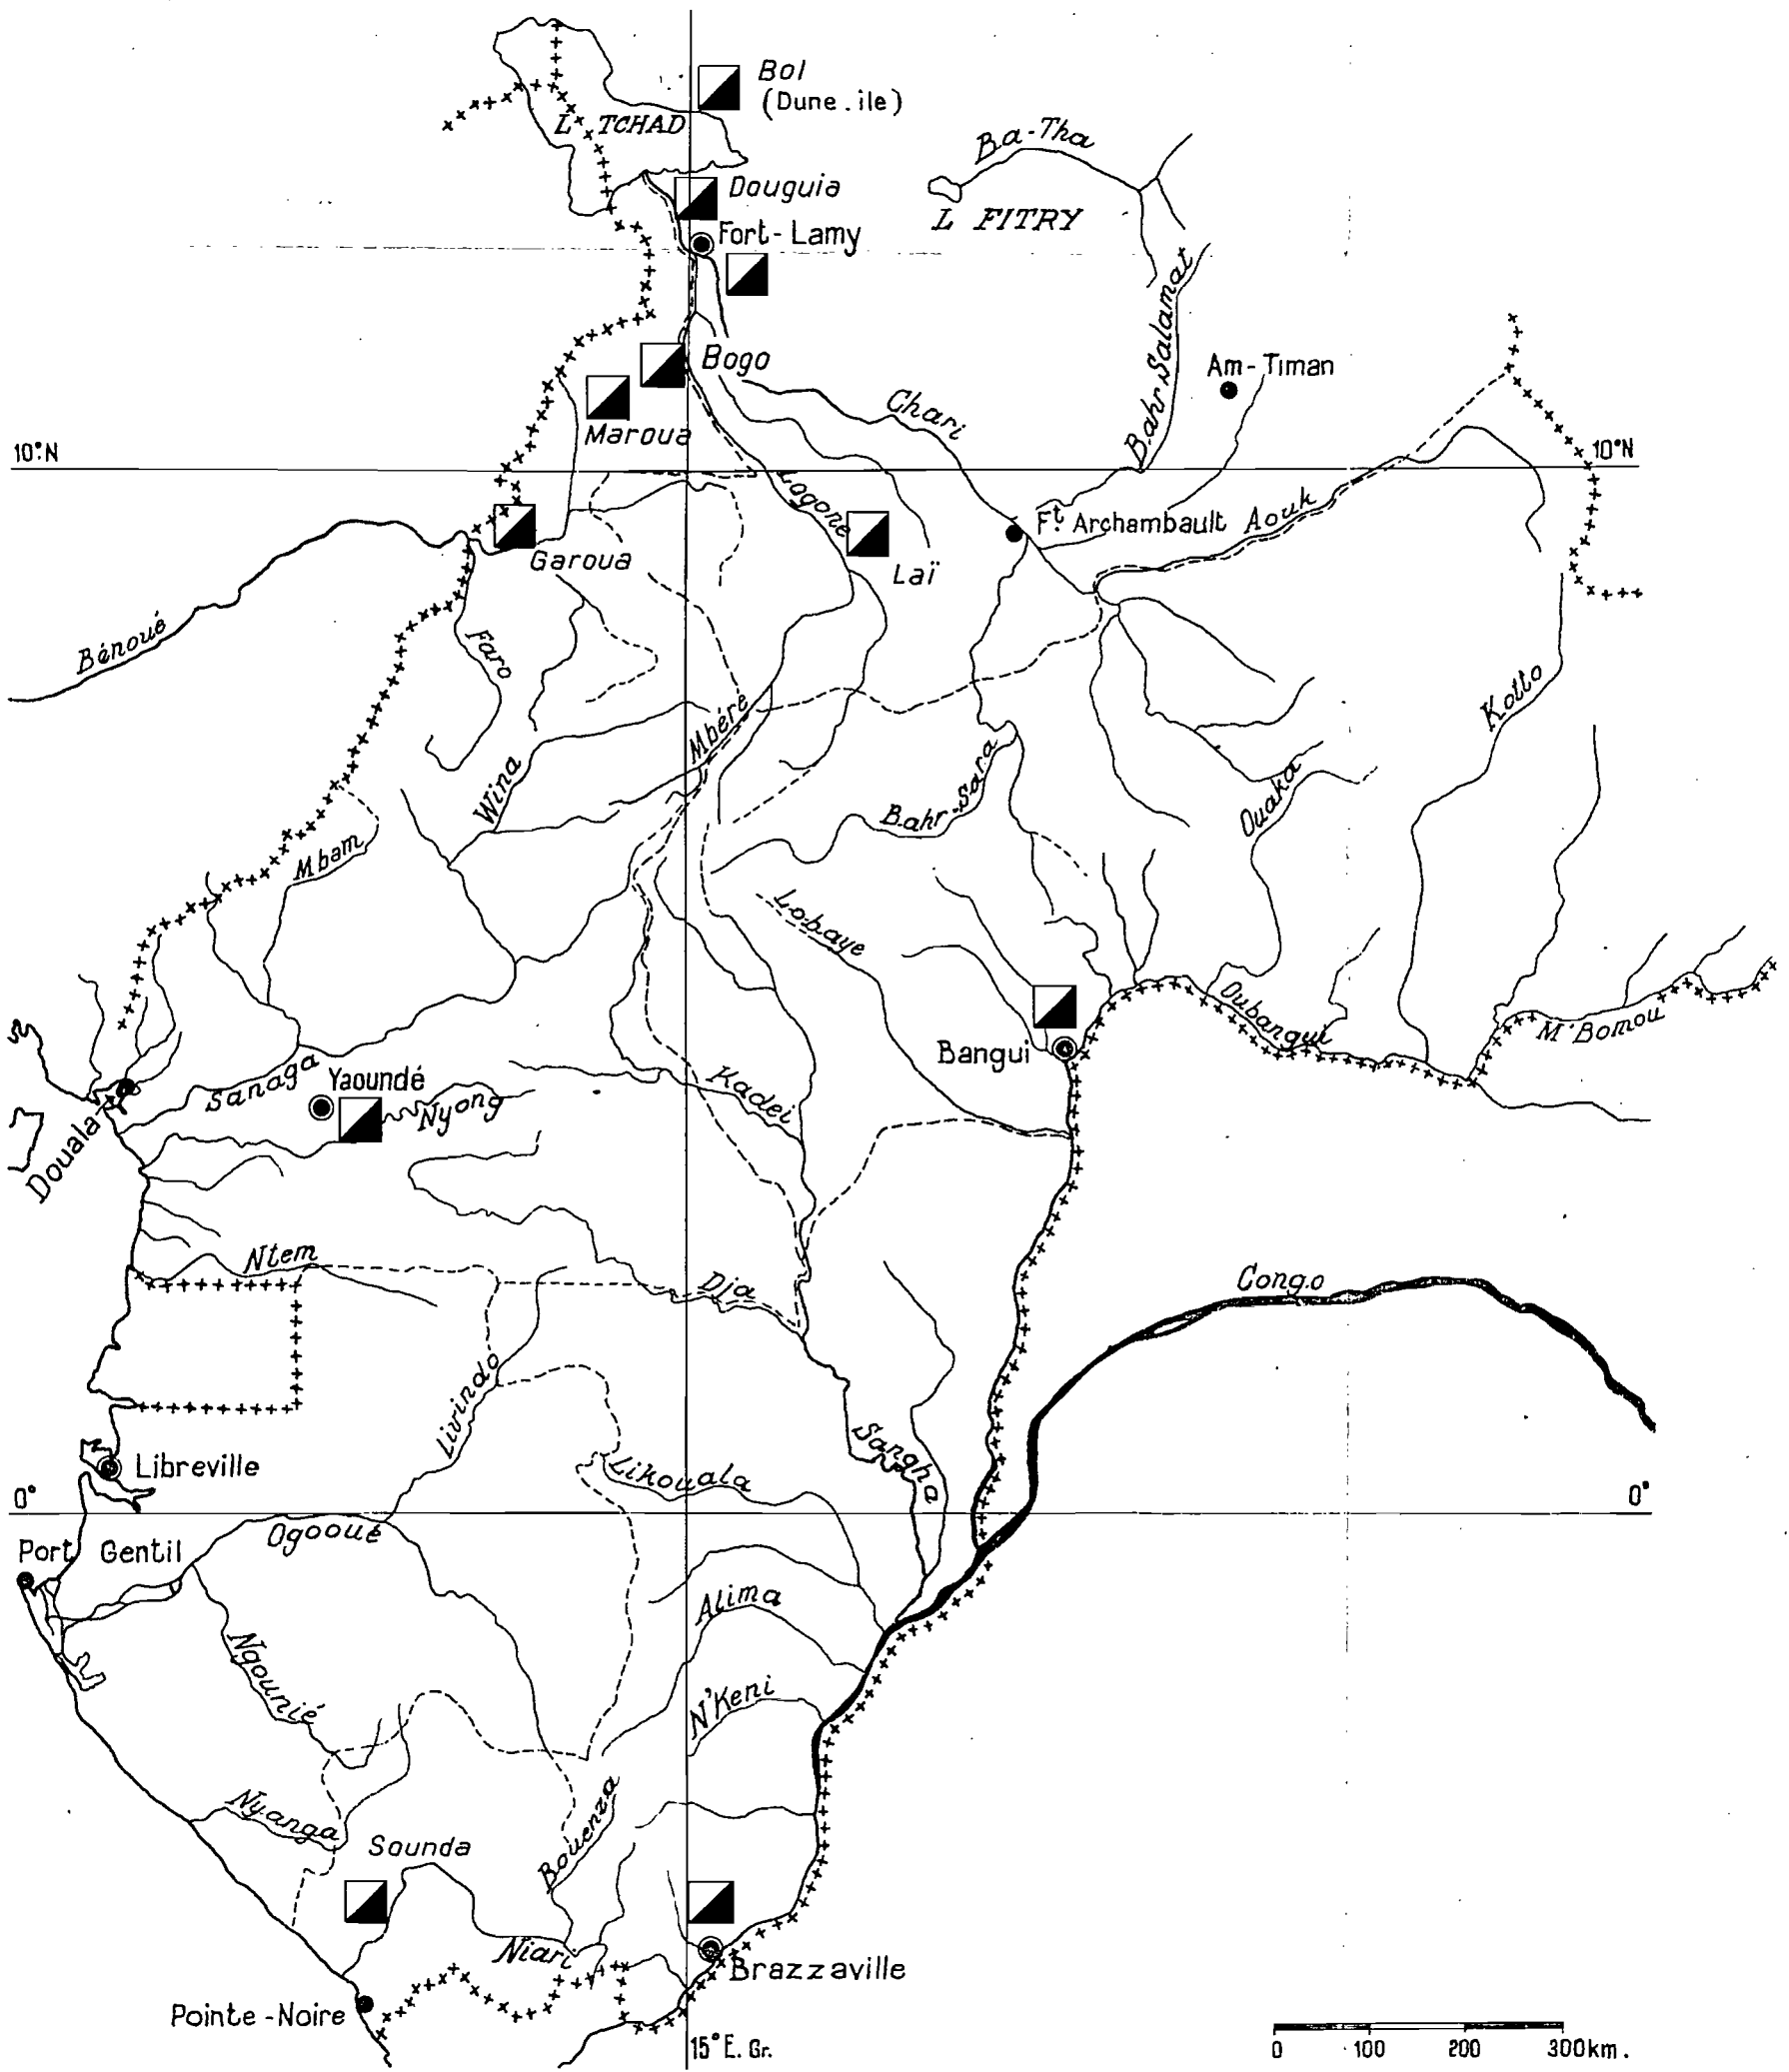 Bol
(Dune.ile)
L TCHAD
Ba-Tha
Douguia
L FITRY
Fort-Lamy
Bahr Salamat
Bogo
Am-Timan
Chari
Maroua
10°N
10°N
Logone
Ft. Archambault
Aouk
Garoua
Laï
Bénoué
Faro
Kotto
Mbéré
Wina
Bahr-Sara
Ouaka
Mbam
Lobaye
Oubangui
M'Bomou
Bangui
Sanaga
Yaoundé
Kadei
Nyong
Douala
Ntem
Dja
Congo
Livindo
Sangha
Libreville
Likouala
0°
0°
Ogooué
Port Gentil
Alima
Ngounié
N'Keni
Nyanga
Bouenza
Sounda
Niari
Brazzaville
Pointe-Noire
15° E. Gr.
0 100 200 300km.